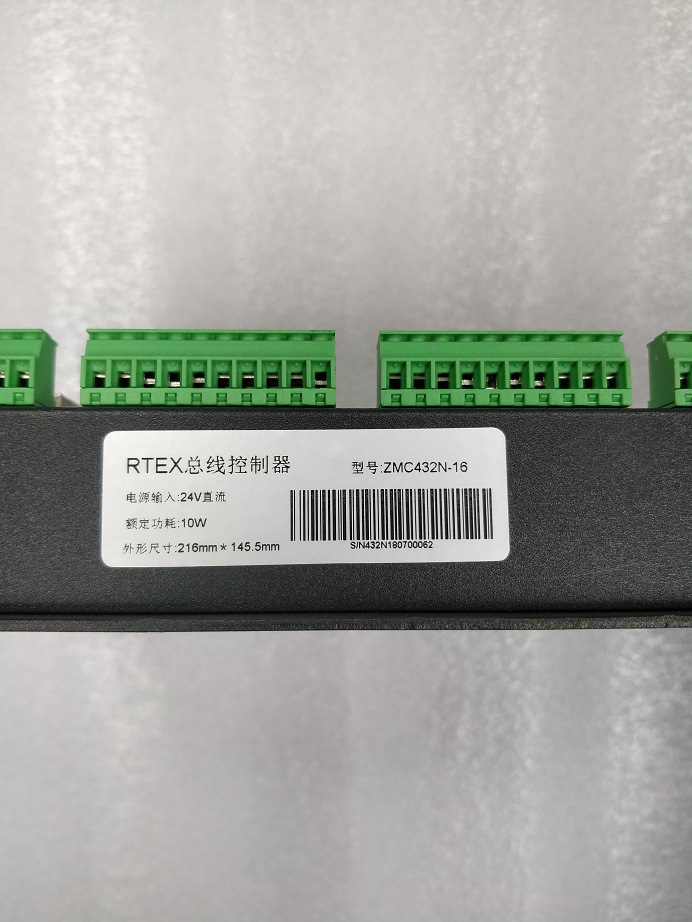 RTEX总线控制器
型号:ZMC432N-16
电源输入:24V直流
额定功耗:10W
外形尺寸:216mm * 145.5mm
S/N432N180700062